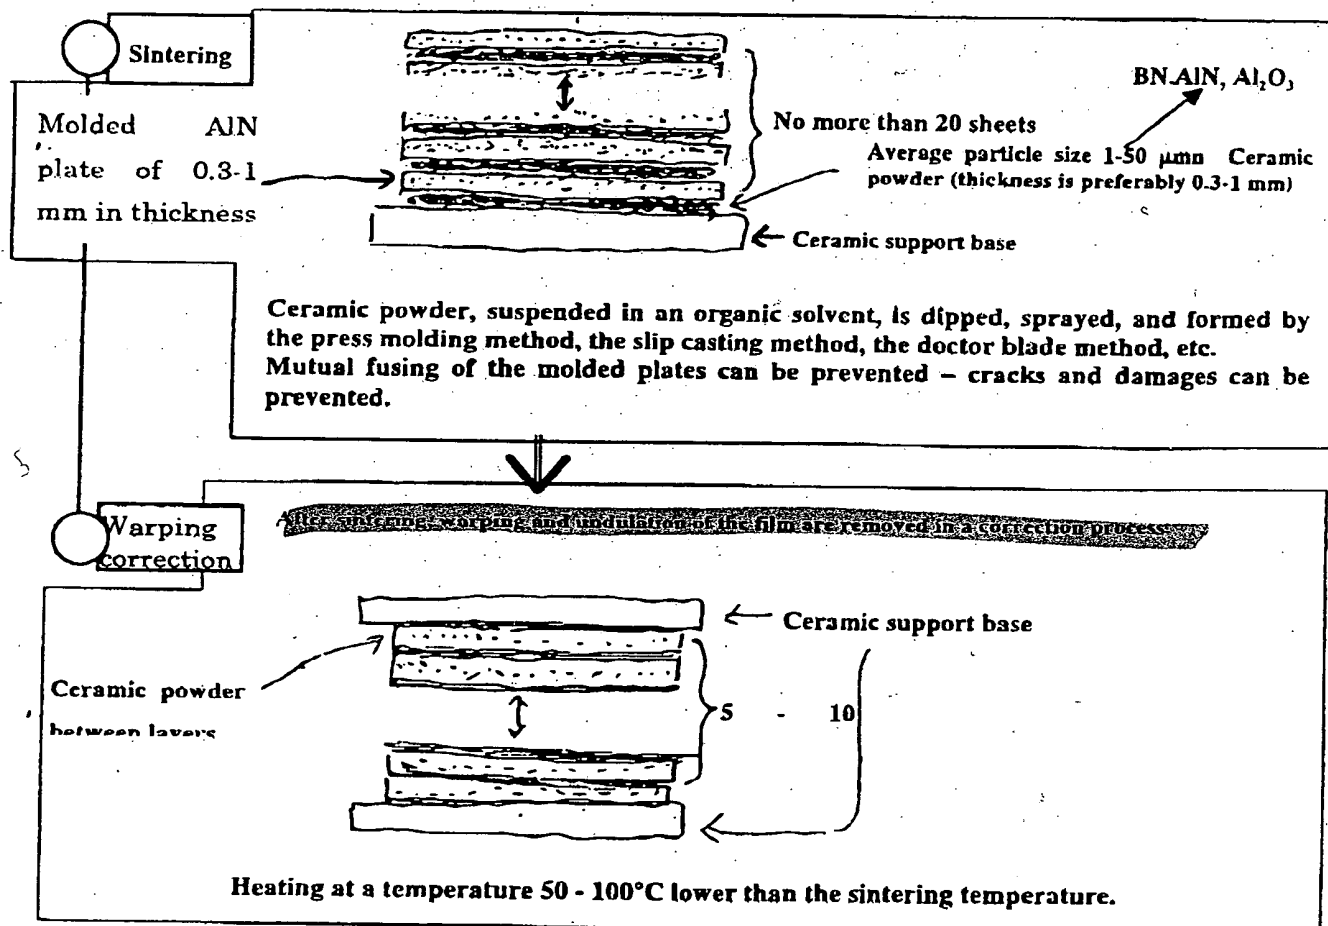 Sintering
BN.AlN, Al₂O₃
Molded AlN
plate of 0.3-1
mm in thickness
No more than 20 sheets
Average particle size 1-50 μmn Ceramic
powder (thickness is preferably 0.3-1 mm)
Ceramic support base
Ceramic powder, suspended in an organic solvent, is dipped, sprayed, and formed by
the press molding method, the slip casting method, the doctor blade method, etc.
Mutual fusing of the molded plates can be prevented – cracks and damages can be
prevented.
Warping
correction
After sintering, warping and undulation of the film are removed in a correction process
Ceramic support base
Ceramic powder
between layers
5 - 10
Heating at a temperature 50 - 100°C lower than the sintering temperature.